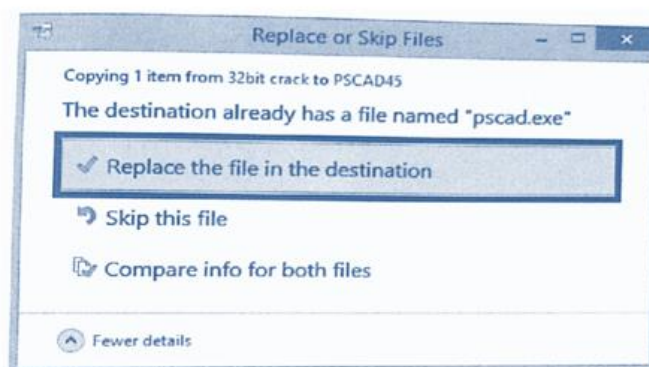 Replace or Skip Files
Copying 1 item from 32bit crack to PSCAD45
The destination already has a file named "pscad.exe"
Replace the file in the destination
Skip this file
Compare info for both files
Fewer details